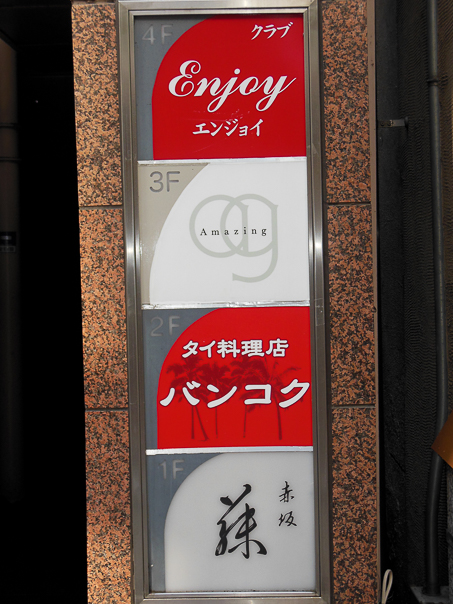 4F
クラブ
Enjoy
エンジョイ
3F
ag
Amazing
2F
タイ料理店
バンコク
1F
赤坂